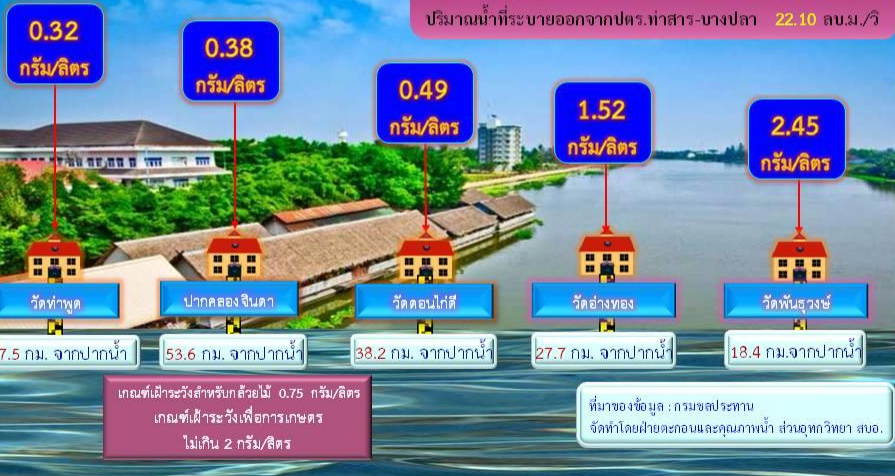 ปริมาณน้ำที่ระบายออกจากปตร.ท่าสาร-บางปลา 22.10 ลบ.ม./วิ
0.32
กรัม/ลิตร
0.38
กรัม/ลิตร
0.49
กรัม/ลิตร
1.52
กรัม/ลิตร
2.45
กรัม/ลิตร
วัดท่าพูด
ปากคลองจินดา
วัดดอนไก่ดี
วัดอ่างทอง
วัดพันธุวงษ์
7.5 กม. จากปากน้ำ
53.6 กม. จากปากน้ำ
38.2 กม. จากปากน้ำ
27.7 กม. จากปากน้ำ
18.4 กม.จากปากน้ำ
เกณฑ์เฝ้าระวังสำหรับกล้วยไม้ 0.75 กรัม/ลิตร
เกณฑ์เฝ้าระวังเพื่อการเกษตร
ไม่เกิน 2 กรัม/ลิตร
ที่มาของข้อมูล : กรมชลประทาน
จัดทำโดยฝ่ายตะกอนและคุณภาพน้ำ ส่วนอุทกวิทยา สบอ.